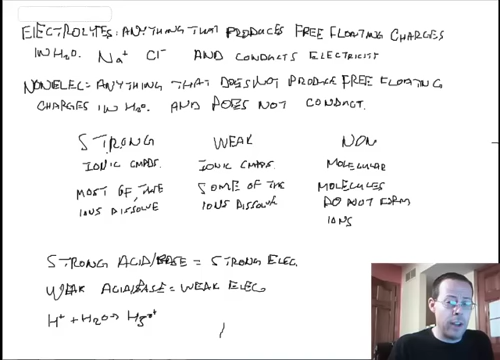 ELECTROLYTES: ANYTHING THAT PRODUCES FREE FLOATING CHARGES
IN H₂O. Na⁺ Cl⁻ AND CONDUCTS ELECTRICITY
NONELEC = ANYTHING THAT DOES NOT PRODUCE FREE FLOATING
CHARGES IN H₂O. AND DOES NOT CONDUCT.
STRONG WEAK NON
IONIC CMPDS. IONIC CMPDS. MOLECULAR
MOST OF THE SOME OF THE MOLECULES
IONS DISSOLVE IONS DISSOLVE DO NOT FORM
IONS
STRONG ACID/BASE = STRONG ELEC.
WEAK ACID/BASE = WEAK ELEC
H⁺ + H₂O → H₃O⁺